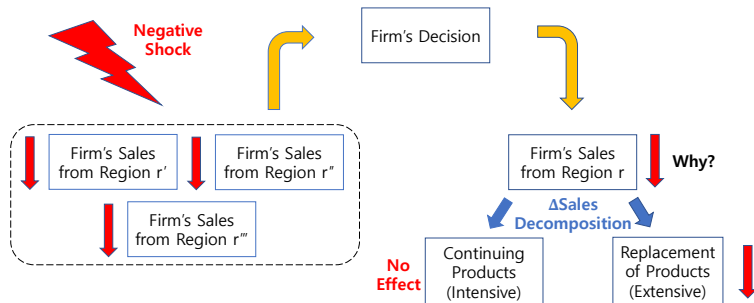 Negative
Shock
Firm's Decision
Firm's Sales
from Region r'
Firm's Sales
from Region r"
Firm's Sales
from Region r‴
Firm's Sales
from Region r
Why?
ΔSales
Decomposition
No
Effect
Continuing
Products
(Intensive)
Replacement
of Products
(Extensive)